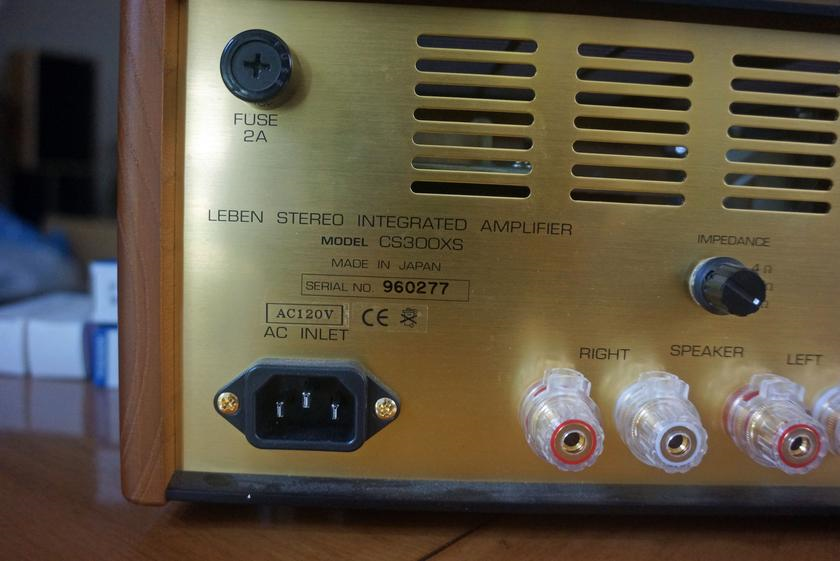 FUSE
2A
LEBEN STEREO INTEGRATED AMPLIFIER
MODEL CS300XS
MADE IN JAPAN
SERIAL NO. 960277
AC120V CE
AC INLET
IMPEDANCE
4Ω
Ω
Ω
RIGHT SPEAKER LEFT